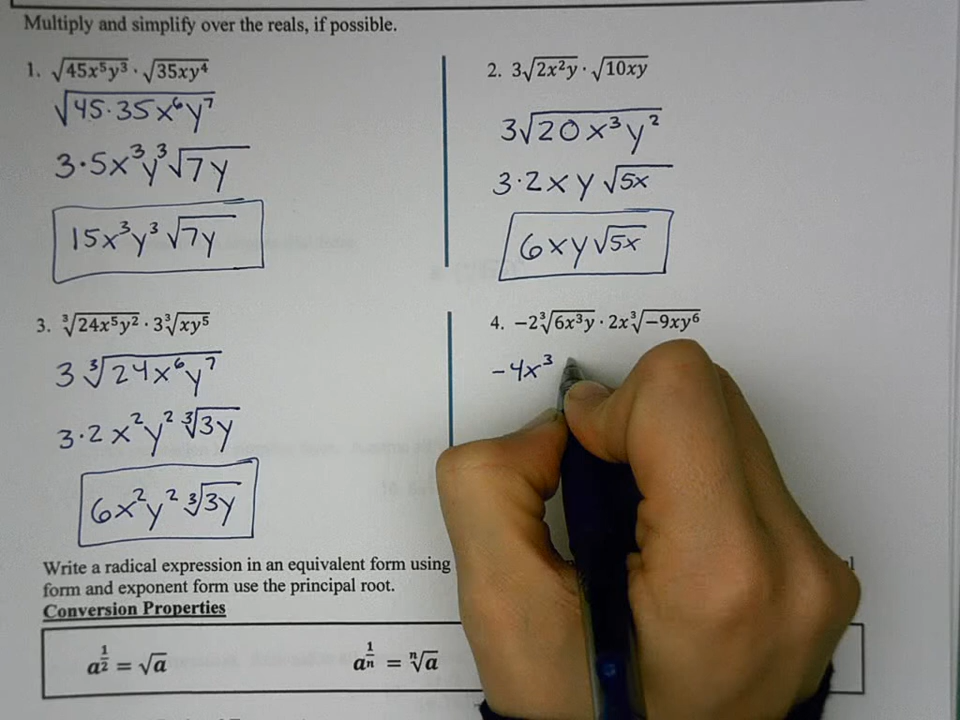 Multiply and simplify over the reals, if possible.
1. √45x⁵y³ · √35xy⁴
√45·35x⁶y⁷
3·5x³y³√7y
15x³y³√7y
2. 3√2x²y · √10xy
3√20x³y²
3·2xy√5x
6xy√5x
3. ∛24x⁵y² · 3∛xy⁵
3∛24x⁶y⁷
3·2x²y²∛3y
6x²y²∛3y
4. −2∛6x³y · 2x∛−9xy⁶
-4x³
Write a radical expression in an equivalent form using
form and exponent form use the principal root.
Conversion Properties
a^(1/2) = √a
a^(1/n) = ⁿ√a